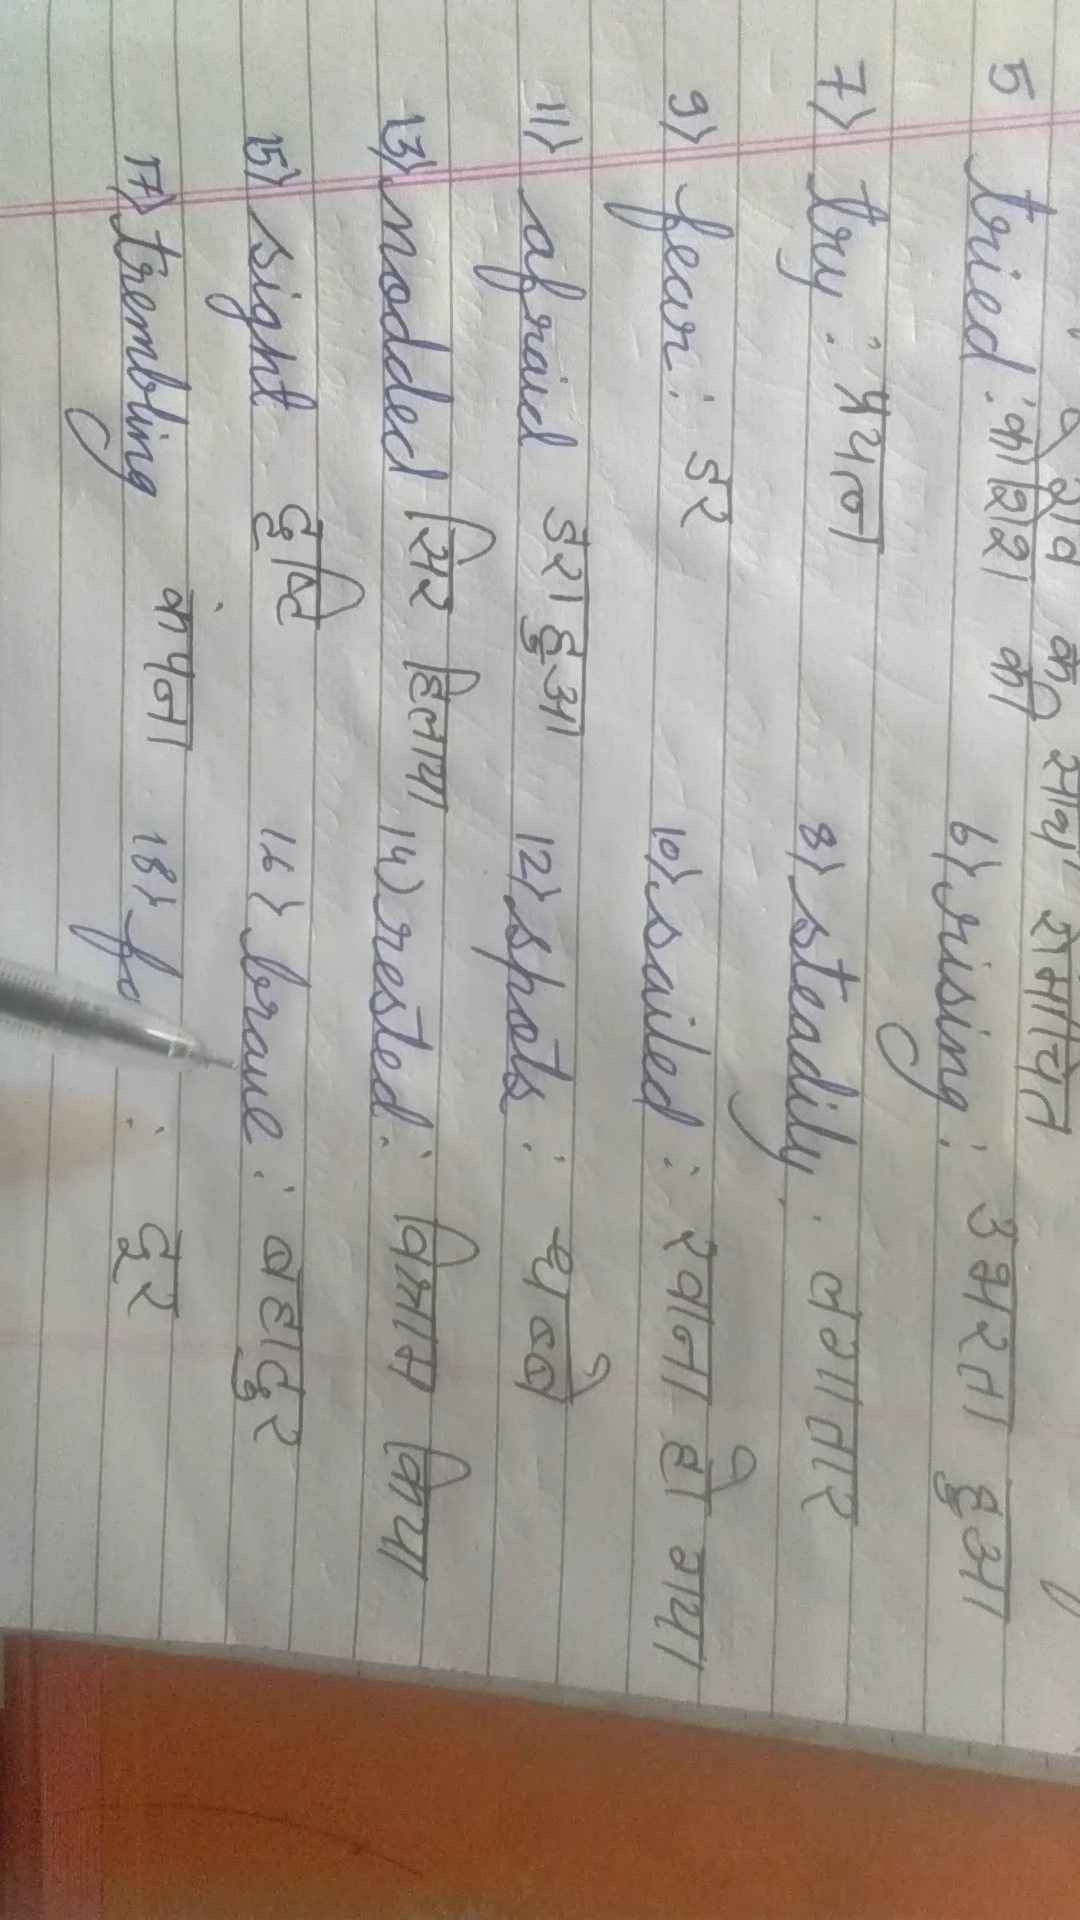 के साथ रोमांचित
5 tried : कोशिश की 6) rising : उभरता हुआ
7) try : प्रयत्न 8) steadily : लगातार
9) fear : डर 10) sailed : रवाना हो गया
11) afraid डरा हुआ 12) spots : धब्बे
13) nodded सिर हिलाया 14) rested : विश्राम किया
15) sight दृष्टि 16) brave : बहादुर
17) trembling कंपना 18) : दूर